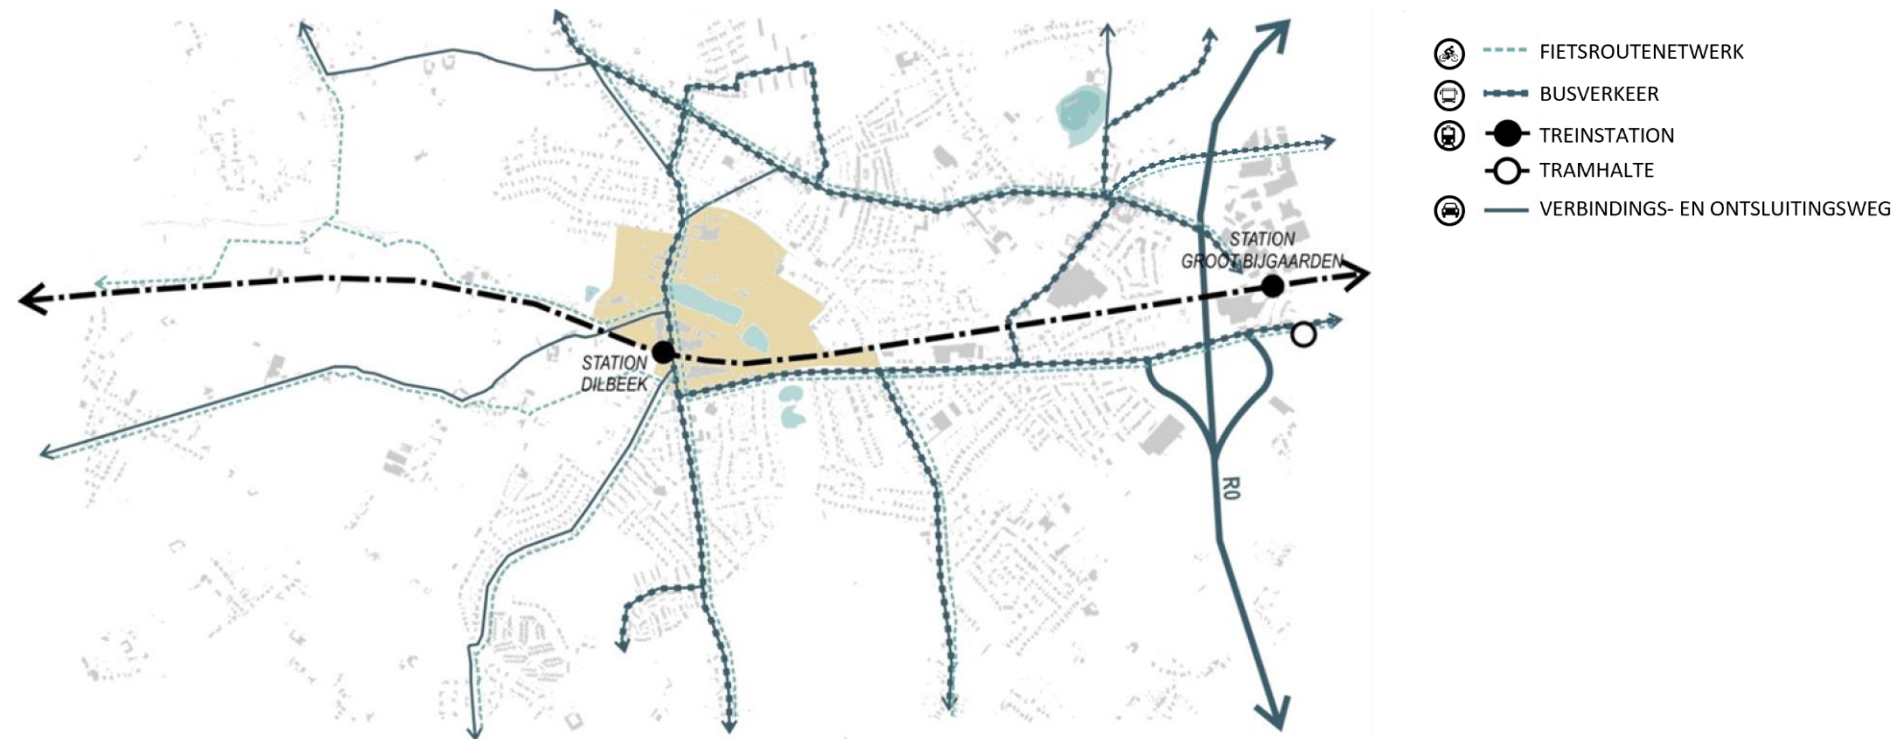 FIETSROUTENETWERK
BUSVERKEER
TREINSTATION
TRAMHALTE
VERBINDINGS- EN ONTSLUITINGSWEG
STATION
GROOT-BIJGAARDEN
STATION
DILBEEK
R0